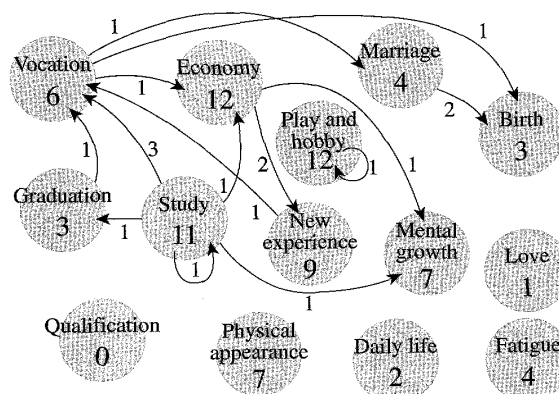 1
1
Vocation
6
1
Economy
12
Marriage
4
2
Birth
3
Play and
hobby
12
1
1
3
1
2
1
1
Graduation
3
1
Study
11
1
New
experience
9
Mental
growth
7
1
Love
1
Qualification
0
Physical
appearance
7
Daily life
2
Fatigue
4